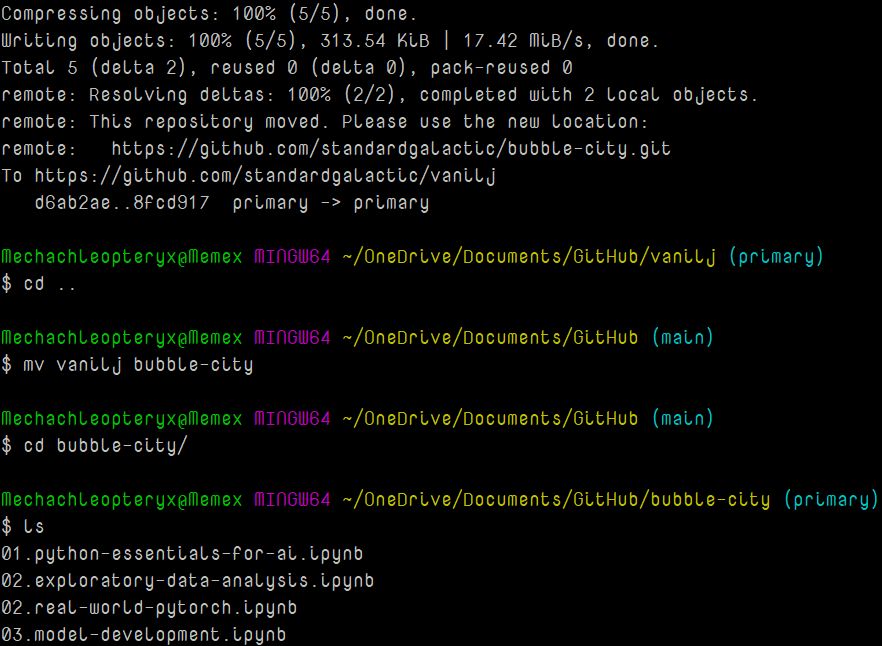 Compressing objects: 100% (5/5), done.
Writing objects: 100% (5/5), 313.54 KiB | 17.42 MiB/s, done.
Total 5 (delta 2), reused 0 (delta 0), pack-reused 0
remote: Resolving deltas: 100% (2/2), completed with 2 local objects.
remote: This repository moved. Please use the new location:
remote:   https://github.com/standardgalactic/bubble-city.git
To https://github.com/standardgalactic/vanilj
   d6ab2ae..8fcd917  primary -> primary
Mechachleopteryx@Memex MINGW64 ~/OneDrive/Documents/GitHub/vanilj (primary)
$ cd ..
Mechachleopteryx@Memex MINGW64 ~/OneDrive/Documents/GitHub (main)
$ mv vanilj bubble-city
Mechachleopteryx@Memex MINGW64 ~/OneDrive/Documents/GitHub (main)
$ cd bubble-city/
Mechachleopteryx@Memex MINGW64 ~/OneDrive/Documents/GitHub/bubble-city (primary)
$ ls
01.python-essentials-for-ai.ipynb
02.exploratory-data-analysis.ipynb
02.real-world-pytorch.ipynb
03.model-development.ipynb